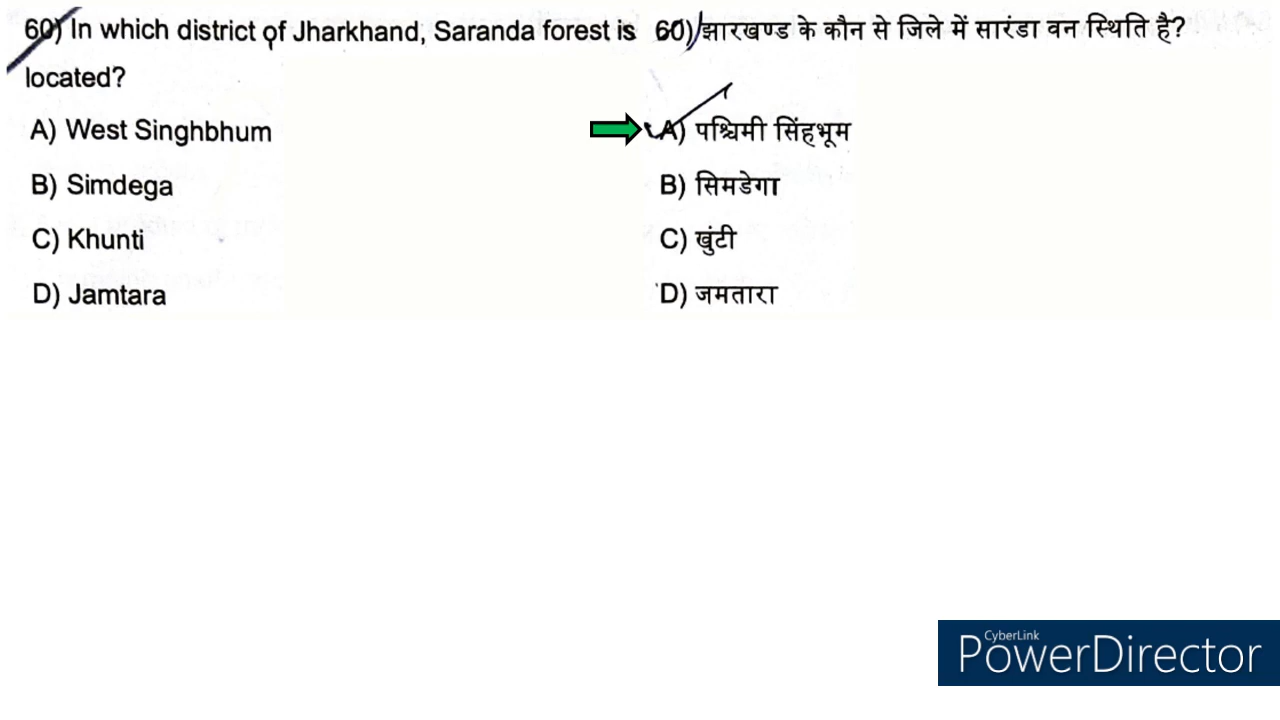 60) In which district of Jharkhand, Saranda forest is
located?
A) West Singhbhum
B) Simdega
C) Khunti
D) Jamtara
60) झारखण्ड के कौन से जिले में सारंडा वन स्थिति है?
A) पश्चिमी सिंहभूम
B) सिमडेगा
C) खुंटी
D) जमतारा
CyberLink
PowerDirector